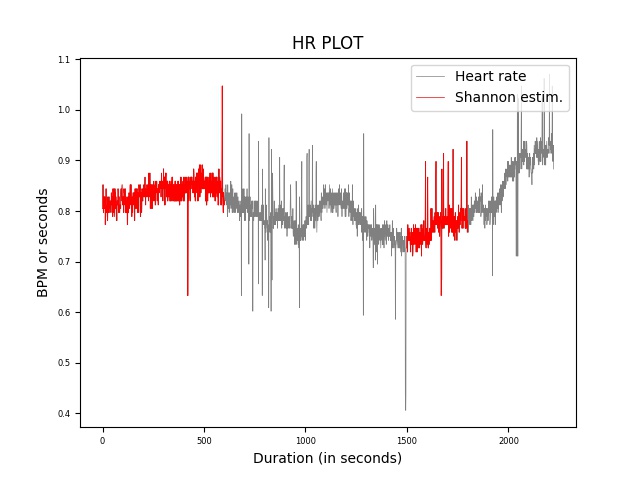 HR PLOT
Heart rate
Shannon estim.
BPM or seconds
1.1
1.0
0.9
0.8
0.7
0.6
0.5
0.4
0
500
1000
1500
2000
Duration (in seconds)